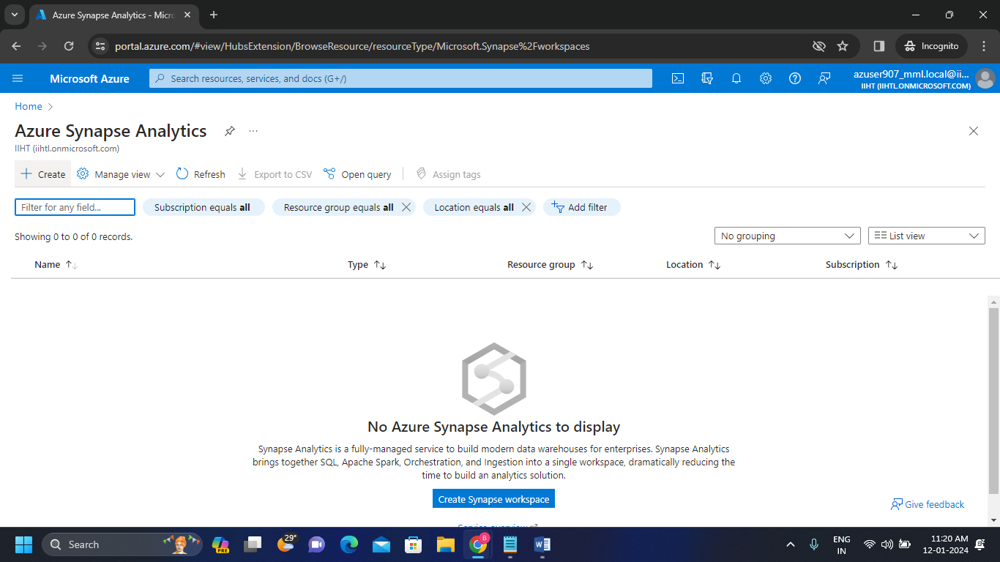 Azure Synapse Analytics - Micr
portal.azure.com/#view/HubsExtension/BrowseResource/resourceType/Microsoft.Synapse%2Fworkspaces
Incognito
Microsoft Azure
Search resources, services, and docs (G+/)
azuser907_mml.local@ii...
IIHT (IIHTL.ONMICROSOFT.COM)
Home
Azure Synapse Analytics
IIHT (iihtl.onmicrosoft.com)
Create Manage view Refresh Export to CSV Open query Assign tags
Filter for any field... Subscription equals all Resource group equals all Location equals all Add filter
Showing 0 to 0 of 0 records.
No grouping List view
Name Type Resource group Location Subscription
No Azure Synapse Analytics to display
Synapse Analytics is a fully-managed service to build modern data warehouses for enterprises. Synapse Analytics
brings together SQL, Apache Spark, Orchestration, and Ingestion into a single workspace, dramatically reducing the
time to build an analytics solution.
Create Synapse workspace
Give feedback
Service overview
Search
PRE
29°
8
ENG
IN
11:20 AM
12-01-2024